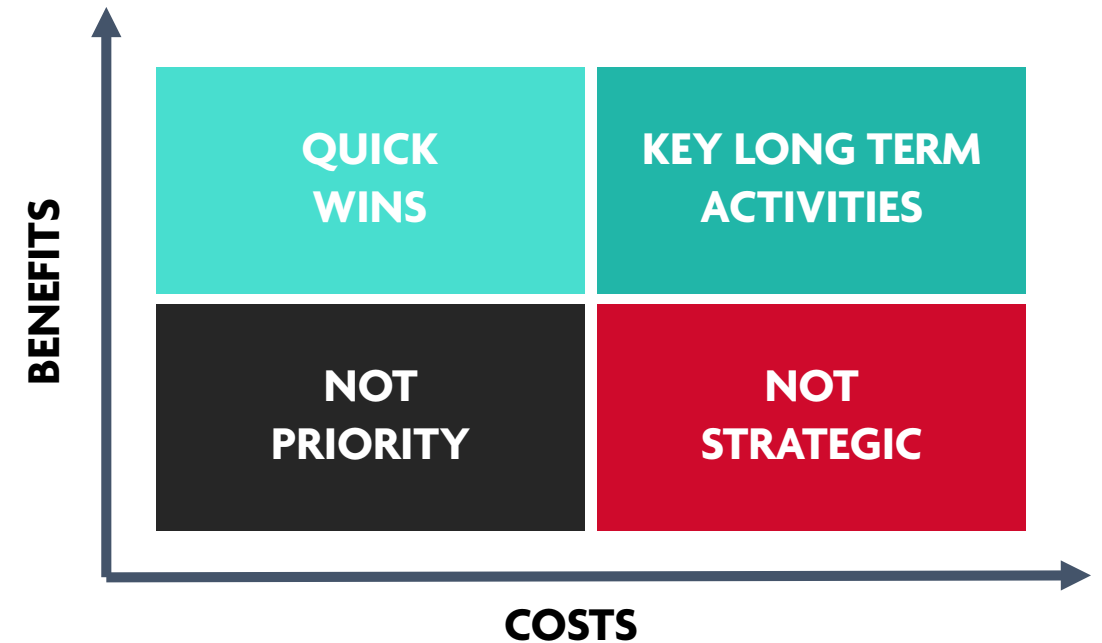 BENEFITS
QUICK
WINS
KEY LONG TERM
ACTIVITIES
NOT
PRIORITY
NOT
STRATEGIC
COSTS